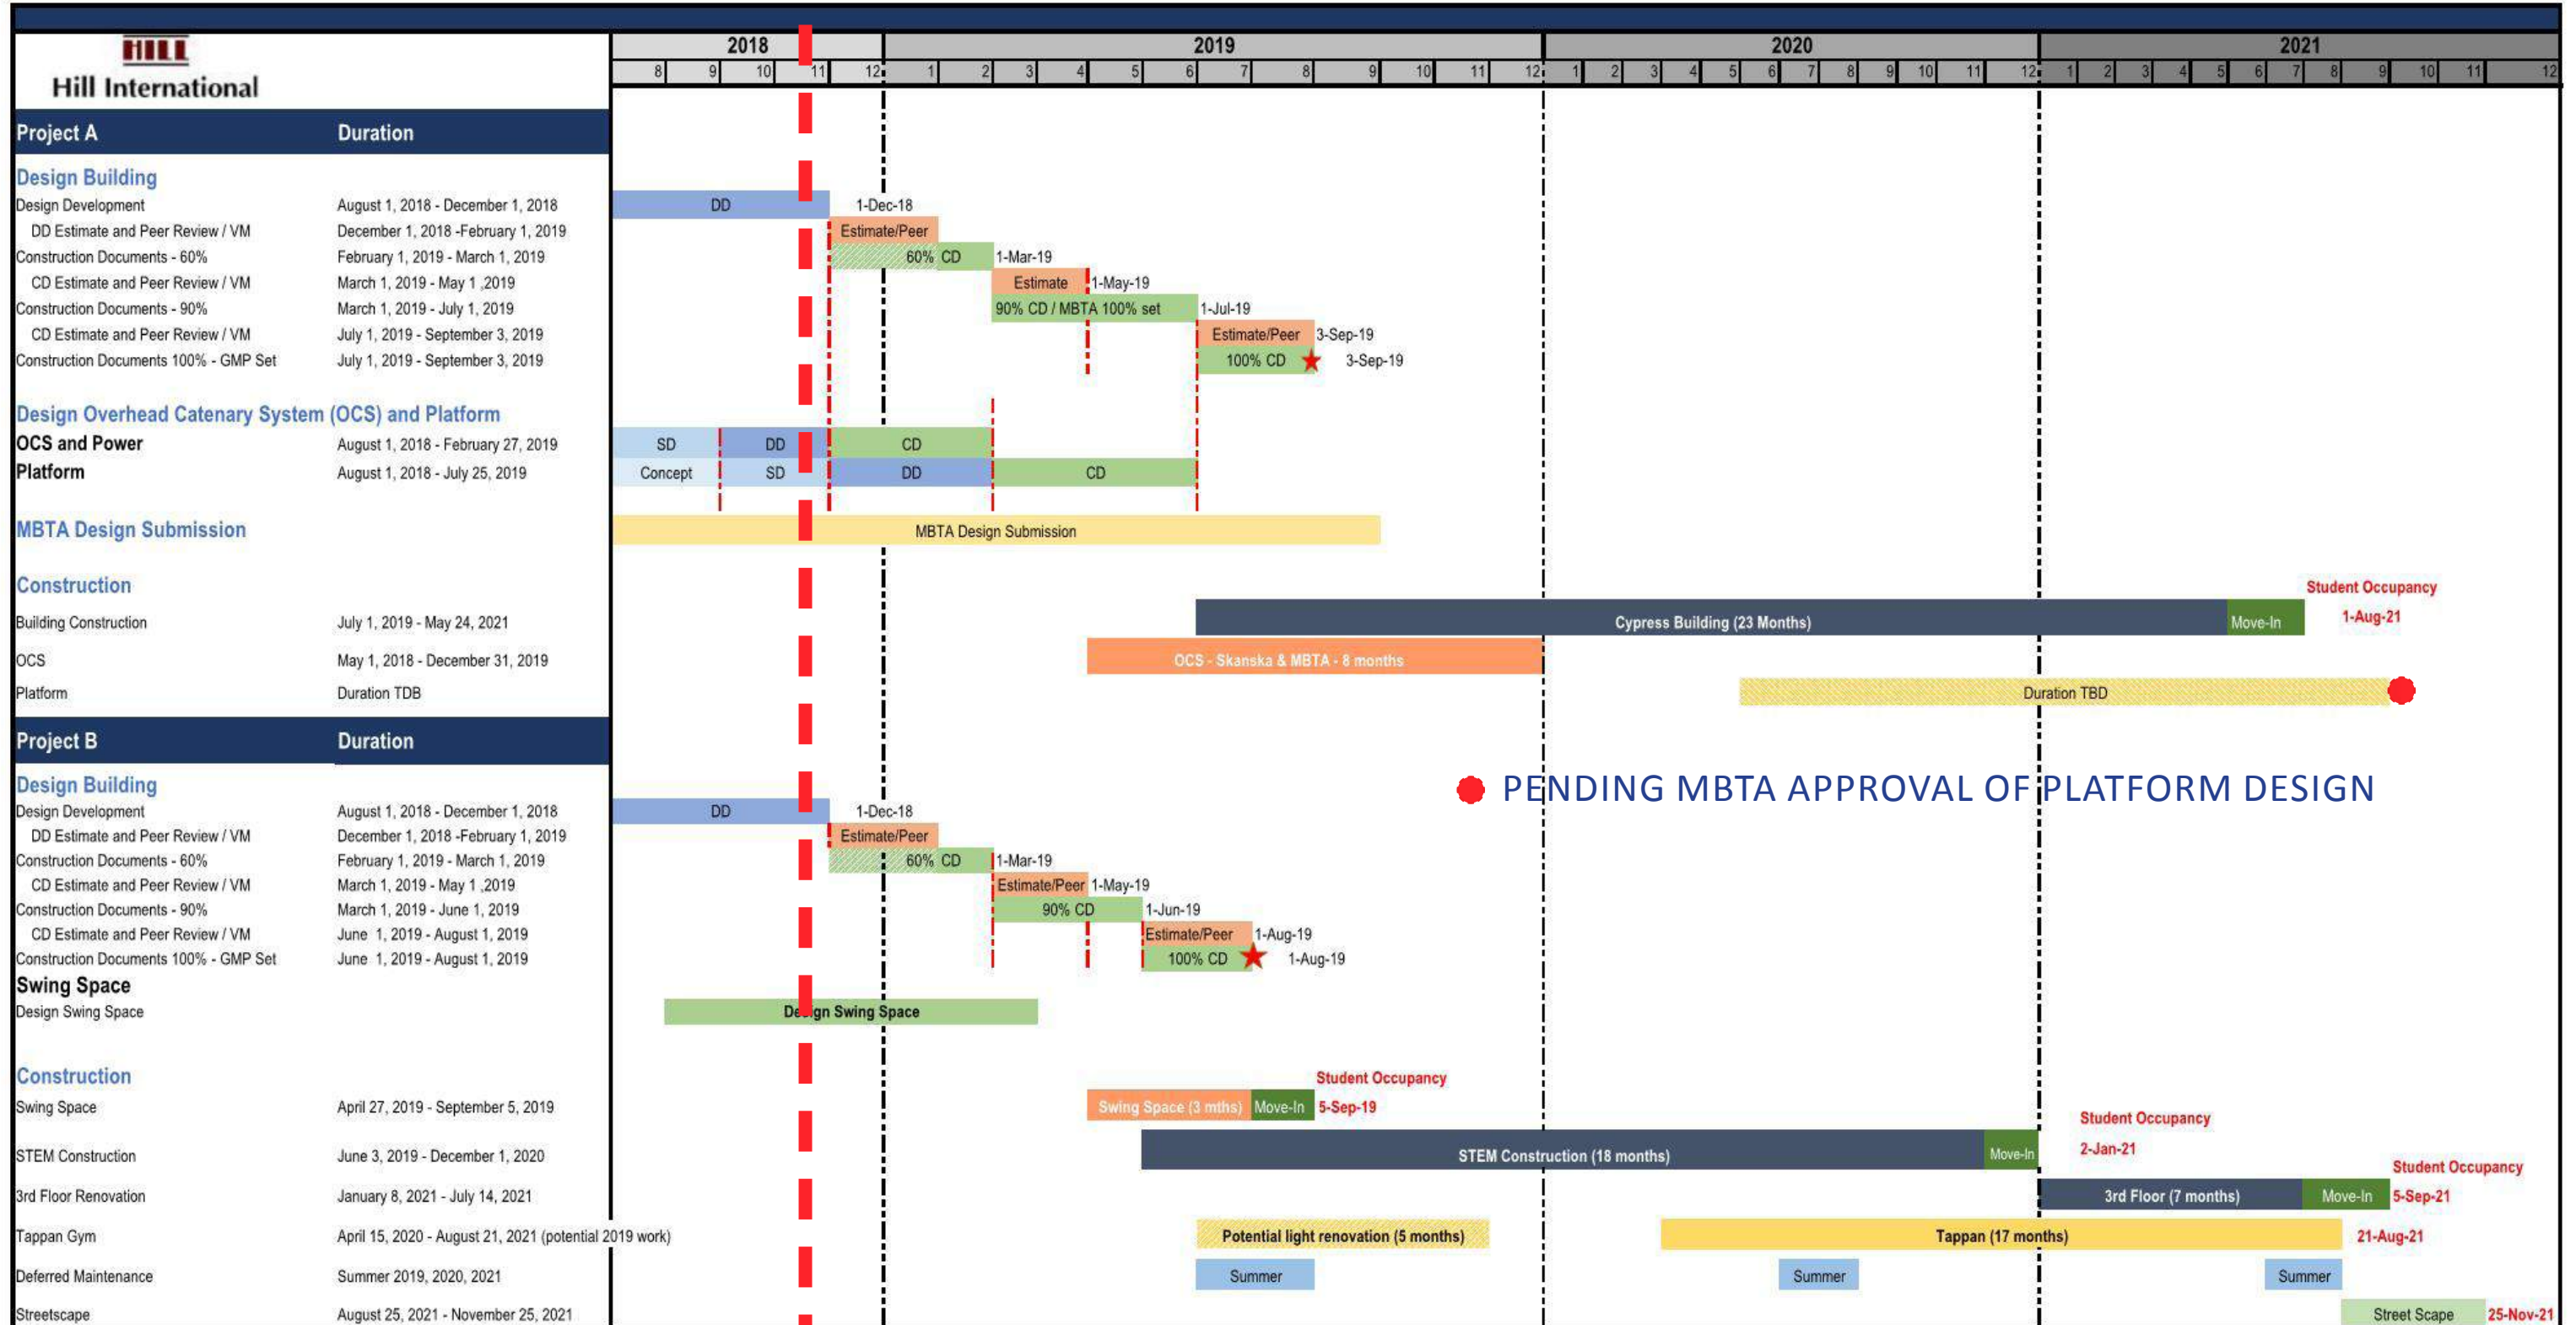 HILL
Hill International
2018 2019 2020 2021
8 9 10 11 12 1 2 3 4 5 6 7 8 9 10 11 12 1 2 3 4 5 6 7 8 9 10 11 12 1 2 3 4 5 6 7 8 9 10 11 12
Project A Duration
Design Building
Design Development August 1, 2018 - December 1, 2018 DD 1-Dec-18
DD Estimate and Peer Review / VM December 1, 2018 -February 1, 2019 Estimate/Peer
Construction Documents - 60% February 1, 2019 - March 1, 2019 60% CD 1-Mar-19
CD Estimate and Peer Review / VM March 1, 2019 - May 1 ,2019 Estimate 1-May-19
Construction Documents - 90% March 1, 2019 - July 1, 2019 90% CD / MBTA 100% set 1-Jul-19
CD Estimate and Peer Review / VM July 1, 2019 - September 3, 2019 Estimate/Peer 3-Sep-19
Construction Documents 100% - GMP Set July 1, 2019 - September 3, 2019 100% CD 3-Sep-19
Design Overhead Catenary System (OCS) and Platform
OCS and Power August 1, 2018 - February 27, 2019 SD DD CD
Platform August 1, 2018 - July 25, 2019 Concept SD DD CD
MBTA Design Submission MBTA Design Submission
Construction Student Occupancy
Building Construction July 1, 2019 - May 24, 2021 Cypress Building (23 Months) Move-In 1-Aug-21
OCS May 1, 2018 - December 31, 2019 OCS - Skanska & MBTA - 8 months
Platform Duration TDB Duration TBD
Project B Duration
PENDING MBTA APPROVAL OF PLATFORM DESIGN
Design Building
Design Development August 1, 2018 - December 1, 2018 DD 1-Dec-18
DD Estimate and Peer Review / VM December 1, 2018 -February 1, 2019 Estimate/Peer
Construction Documents - 60% February 1, 2019 - March 1, 2019 60% CD 1-Mar-19
CD Estimate and Peer Review / VM March 1, 2019 - May 1 ,2019 Estimate/Peer 1-May-19
Construction Documents - 90% March 1, 2019 - June 1, 2019 90% CD 1-Jun-19
CD Estimate and Peer Review / VM June 1, 2019 - August 1, 2019 Estimate/Peer 1-Aug-19
Construction Documents 100% - GMP Set June 1, 2019 - August 1, 2019 100% CD 1-Aug-19
Swing Space
Design Swing Space Design Swing Space
Construction Student Occupancy
Swing Space April 27, 2019 - September 5, 2019 Swing Space (3 mths) Move-In 5-Sep-19
Student Occupancy
STEM Construction June 3, 2019 - December 1, 2020 STEM Construction (18 months) Move-In 2-Jan-21
Student Occupancy
3rd Floor Renovation January 8, 2021 - July 14, 2021 3rd Floor (7 months) Move-In 5-Sep-21
Tappan Gym April 15, 2020 - August 21, 2021 (potential 2019 work) Potential light renovation (5 months) Tappan (17 months) 21-Aug-21
Deferred Maintenance Summer 2019, 2020, 2021 Summer Summer Summer
Streetscape August 25, 2021 - November 25, 2021 Street Scape 25-Nov-21